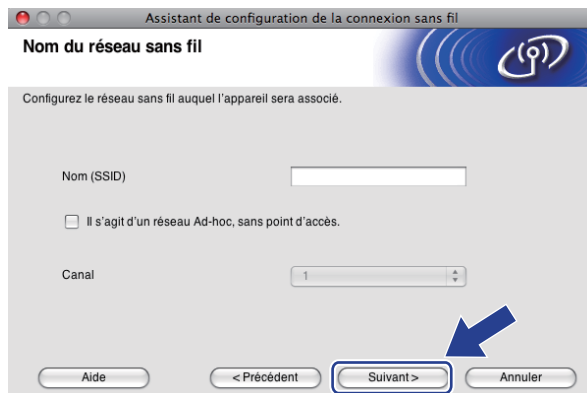 Assistant de configuration de la connexion sans fil
Nom du réseau sans fil
Configurez le réseau sans fil auquel l'appareil sera associé.
Nom (SSID)
Il s'agit d'un réseau Ad-hoc, sans point d'accès.
Canal
1
Aide
< Précédent
Suivant >
Annuler